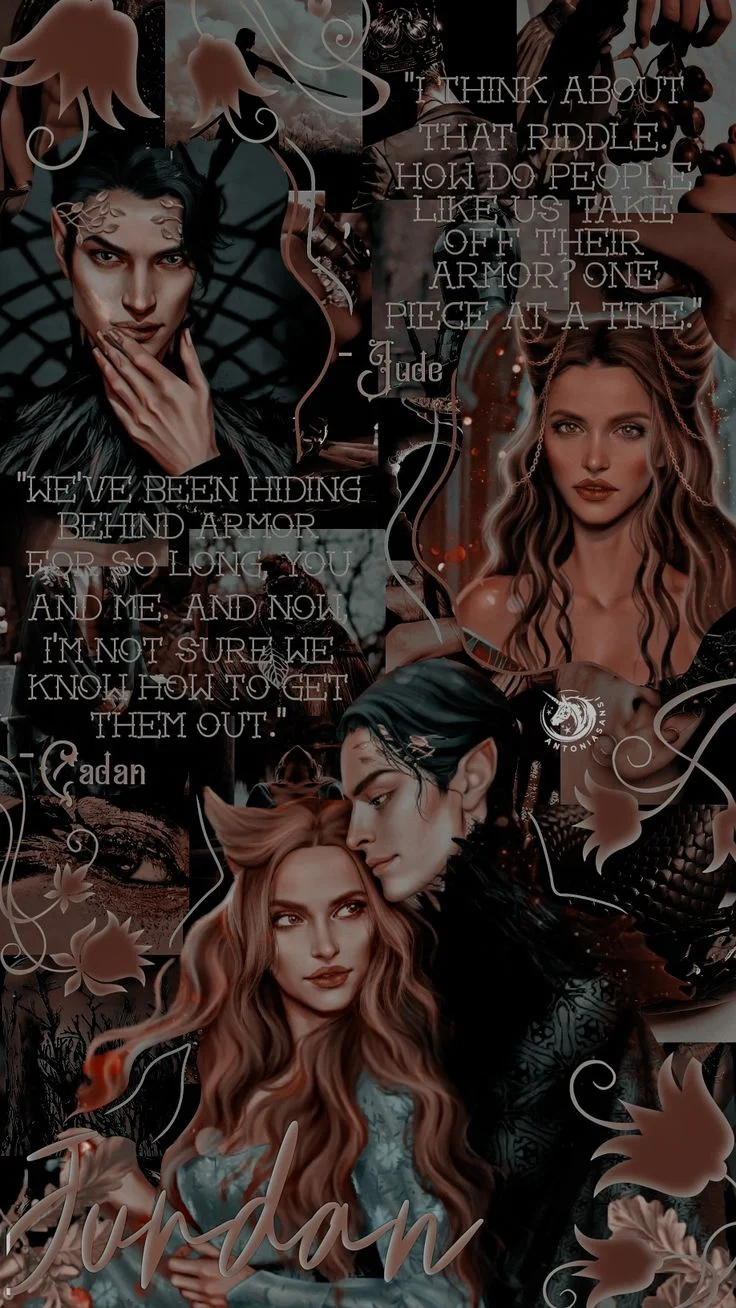 "I THINK ABOUT
THAT RIDDLE.
HOW DO PEOPLE
LIKE US TAKE
OFF THEIR
ARMOR? ONE
PIECE AT A TIME."
- Jude
"WE'VE BEEN HIDING
BEHIND ARMOR
FOR SO LONG, YOU
AND ME. AND NOW,
I'M NOT SURE WE
KNOW HOW TO GET
THEM OUT."
- Cadan
ANTONIASANS
Jurdan